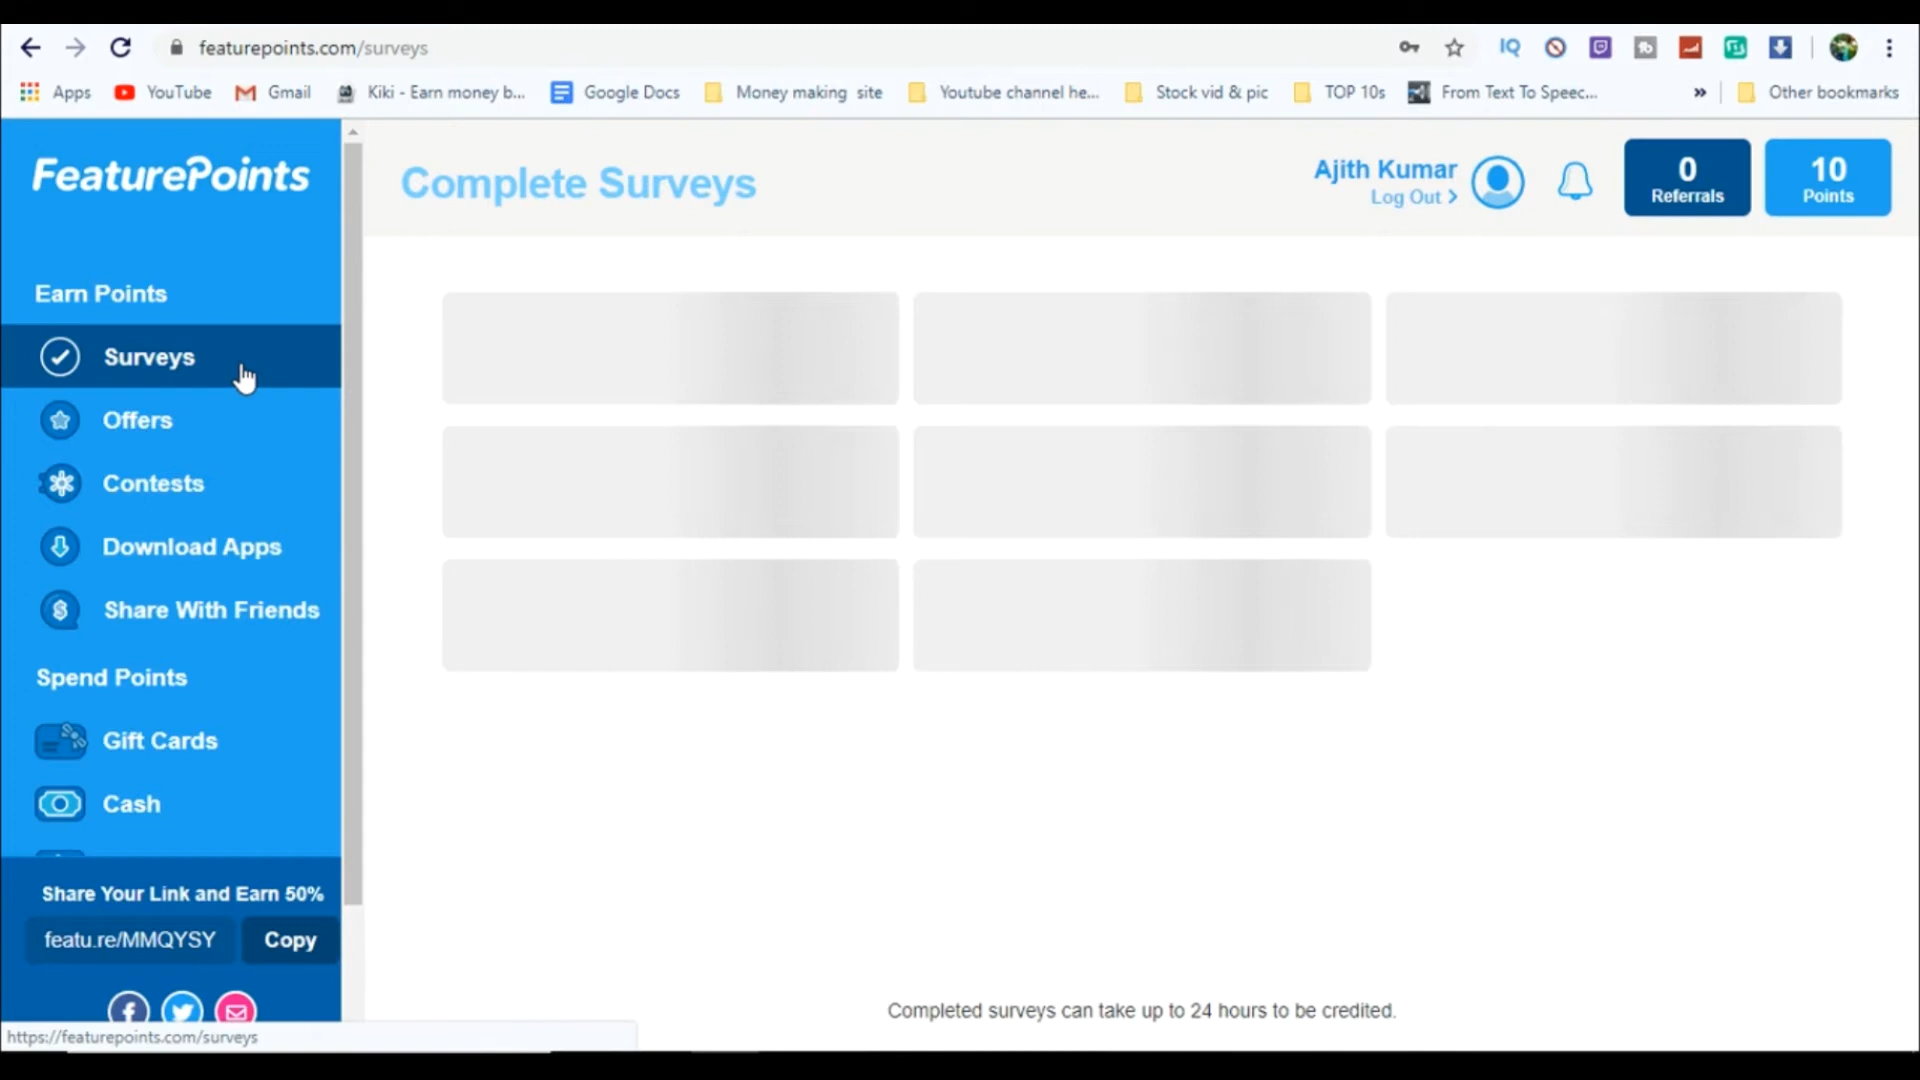 featurepoints.com/surveys
IQ
Apps YouTube Gmail Kiki - Earn money b... Google Docs Money making site Youtube channel he... Stock vid & pic TOP 10s From Text To Speec... » Other bookmarks
FeaturePoints
Complete Surveys
Ajith Kumar
Log Out >
0
Referrals
10
Points
Earn Points
Surveys
Offers
Contests
Download Apps
Share With Friends
Spend Points
Gift Cards
Cash
Share Your Link and Earn 50%
featu.re/MMQYSY Copy
Completed surveys can take up to 24 hours to be credited.
https://featurepoints.com/surveys